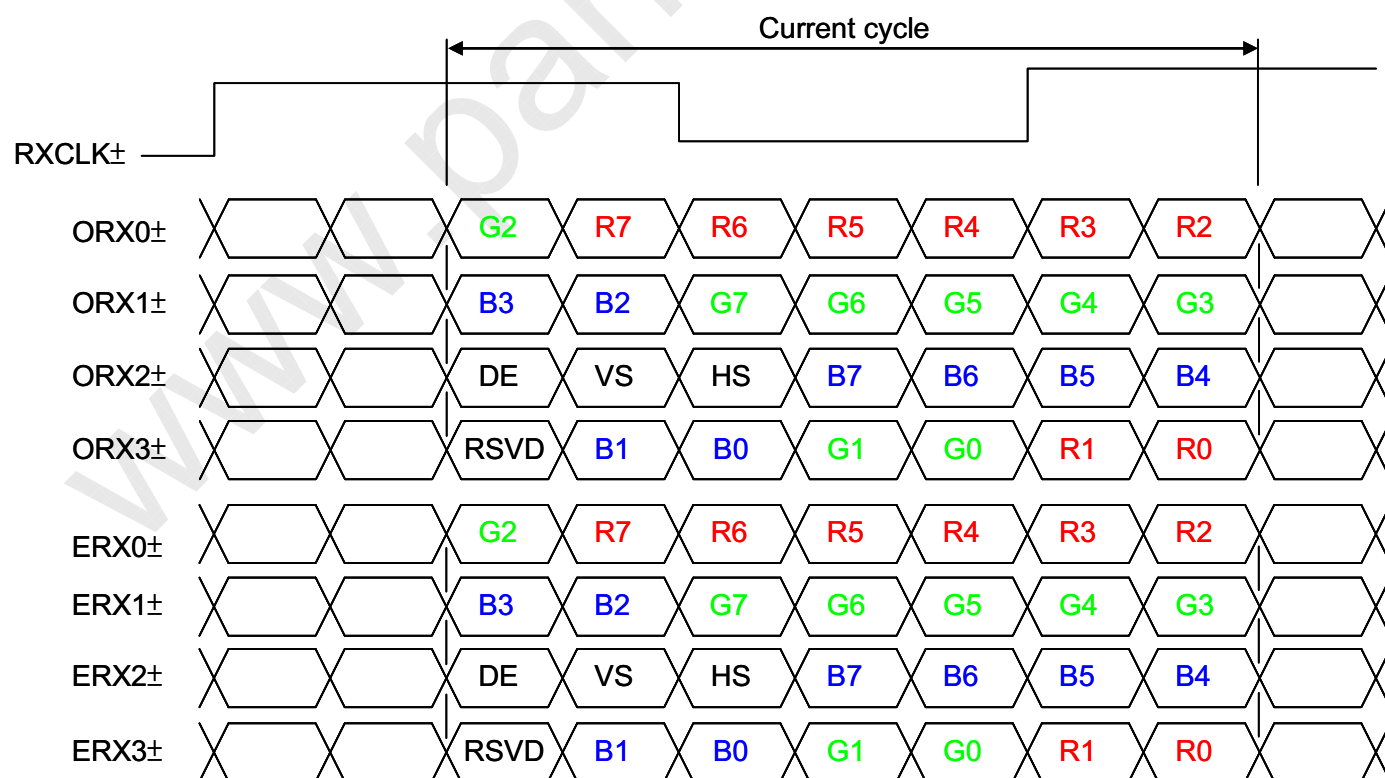 Current cycle
RXCLK±
ORX0± G2 R7 R6 R5 R4 R3 R2
ORX1± B3 B2 G7 G6 G5 G4 G3
ORX2± DE VS HS B7 B6 B5 B4
ORX3± RSVD B1 B0 G1 G0 R1 R0
ERX0± G2 R7 R6 R5 R4 R3 R2
ERX1± B3 B2 G7 G6 G5 G4 G3
ERX2± DE VS HS B7 B6 B5 B4
ERX3± RSVD B1 B0 G1 G0 R1 R0